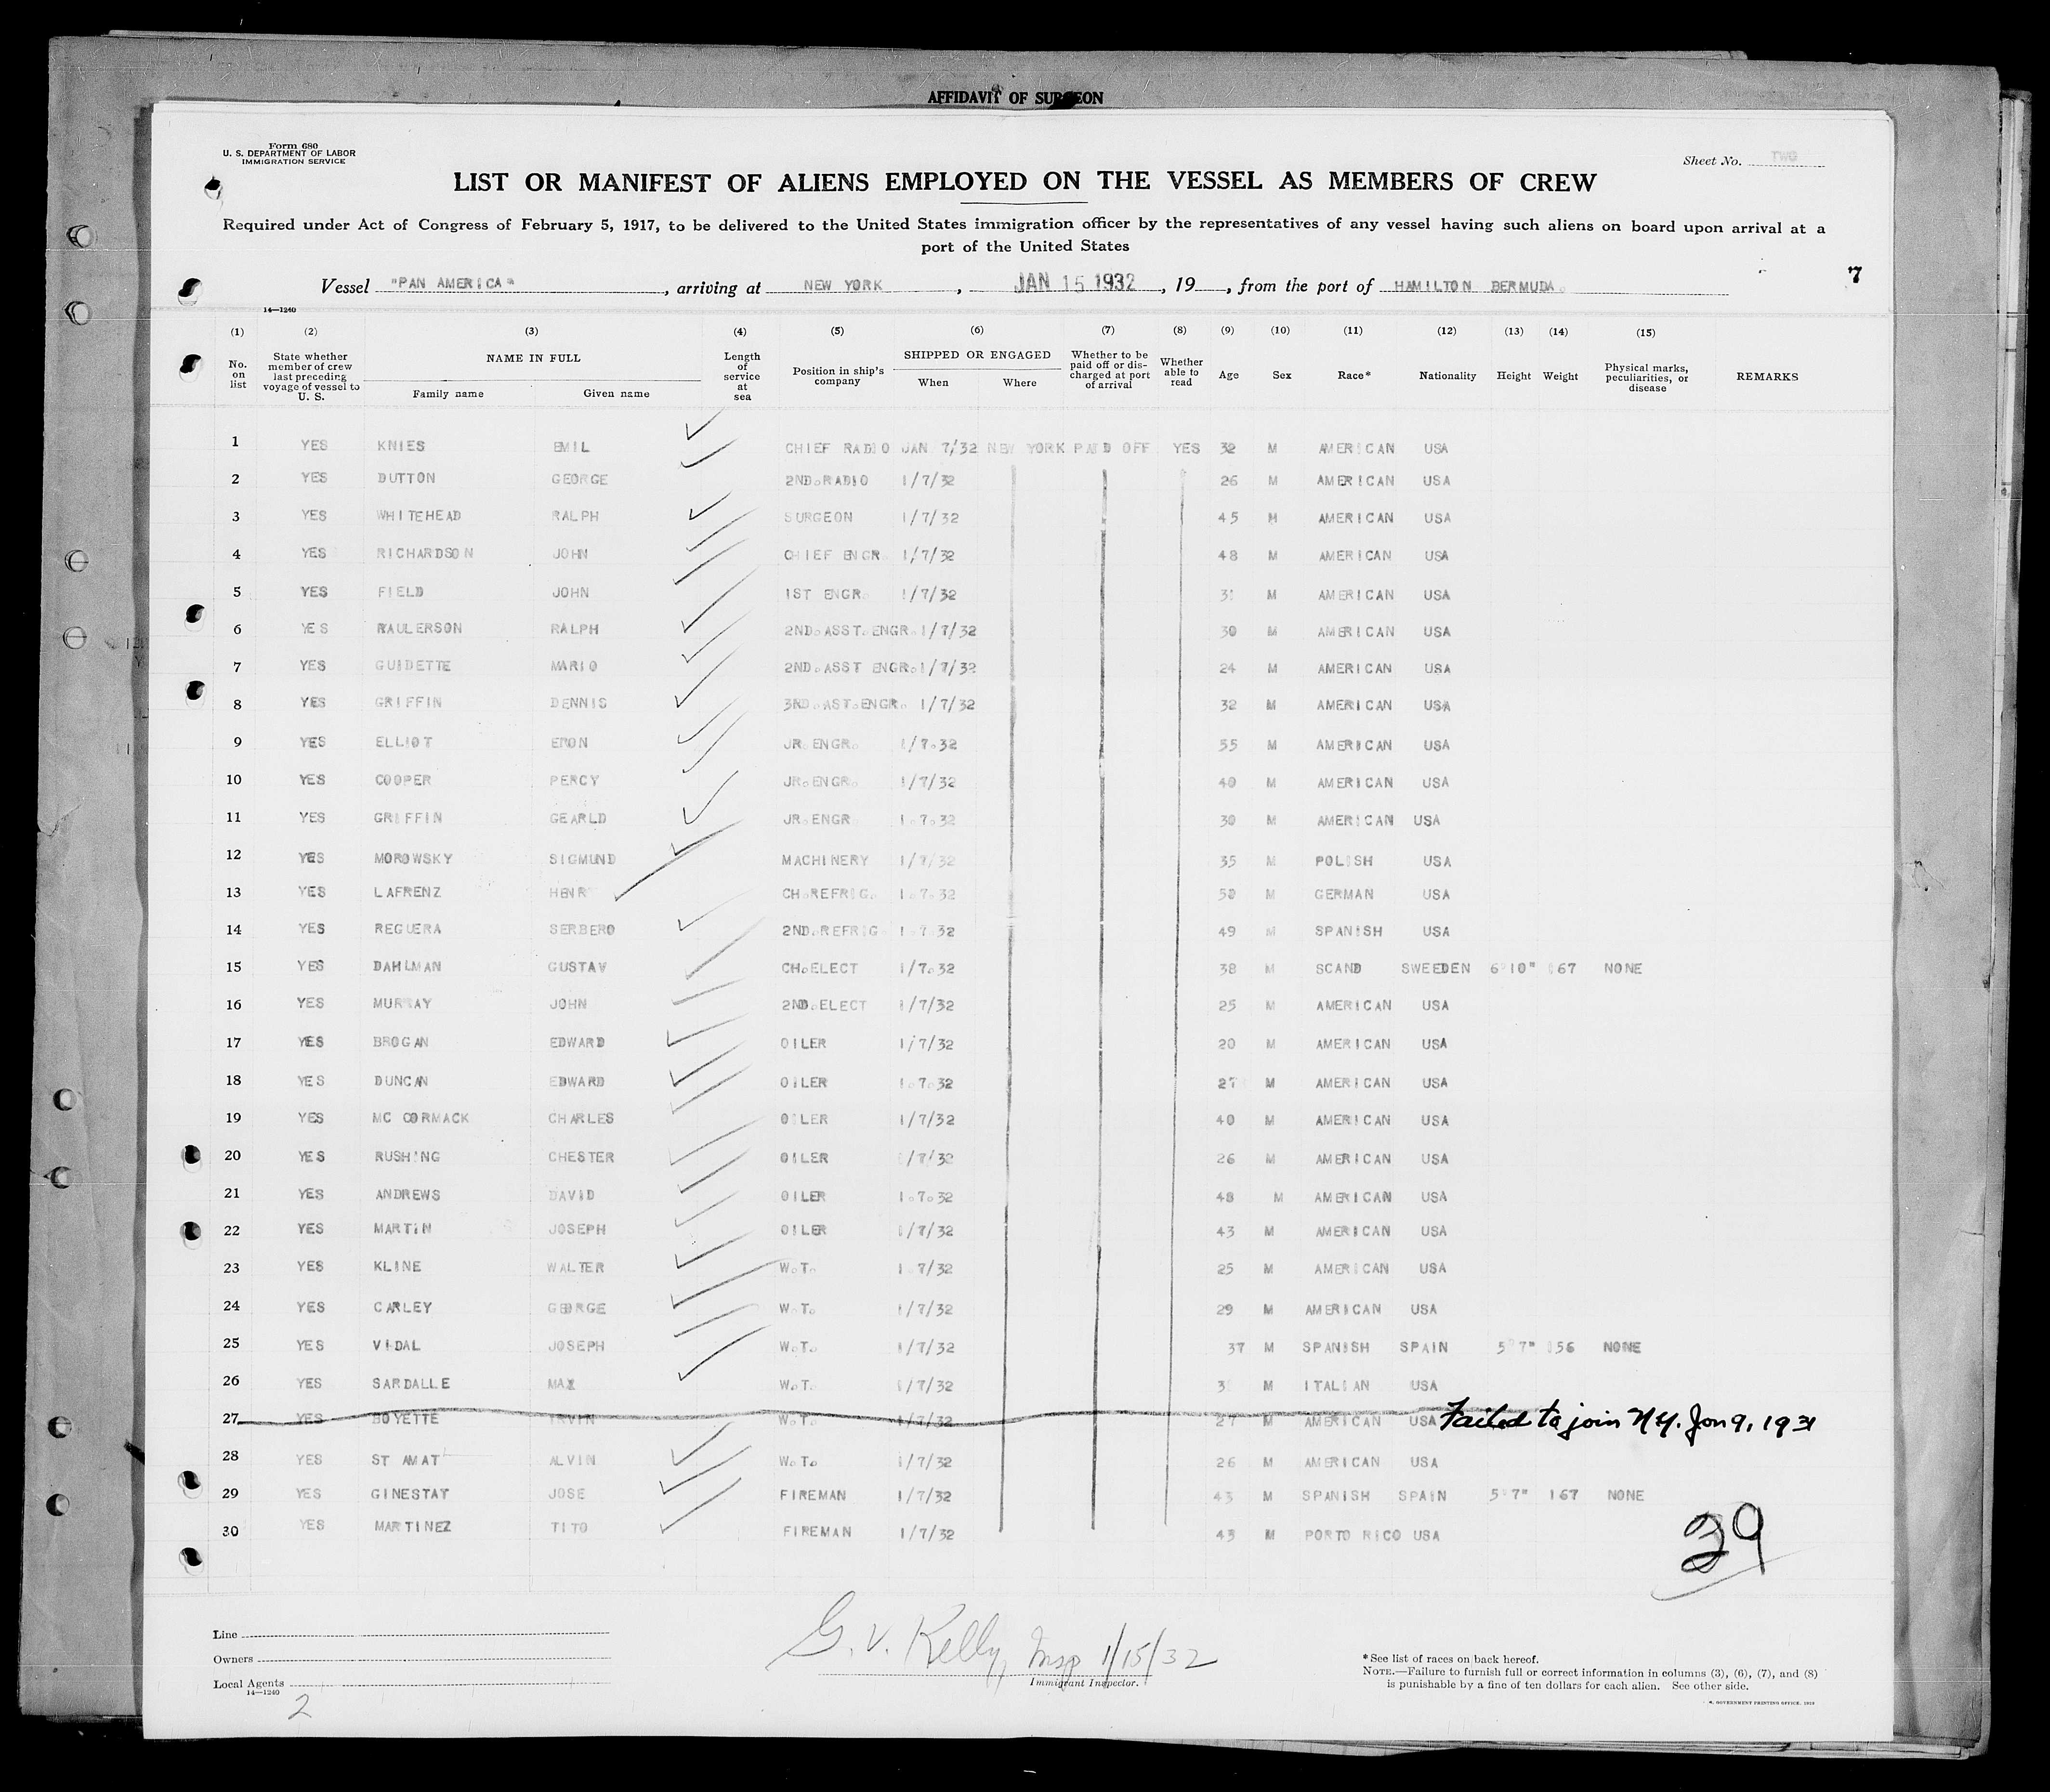 AFFIDAVIT OF SURGEON
Form 680
U. S. DEPARTMENT OF LABOR
IMMIGRATION SERVICE
Sheet No. TWO
LIST OR MANIFEST OF ALIENS EMPLOYED ON THE VESSEL AS MEMBERS OF CREW
Required under Act of Congress of February 5, 1917, to be delivered to the United States immigration officer by the representatives of any vessel having such aliens on board upon arrival at a
port of the United States
Vessel "PAN AMERICA", arriving at NEW YORK, JAN 15 1932, 19__, from the port of HAMILTON BERMUDA. 7
14—1240
(1) (2) (3) (4) (5) (6) (7) (8) (9) (10) (11) (12) (13) (14) (15)
No. on list State whether member of crew last preceding voyage of vessel to U. S. NAME IN FULL Family name Given name Length of service at sea Position in ship's company SHIPPED OR ENGAGED When Where Whether to be paid off or discharged at port of arrival Whether able to read Age Sex Race* Nationality Height Weight Physical marks, peculiarities, or disease REMARKS
1 YES KNIES EMIL CHIEF RADIO JAN 7/32 NEW YORK PAID OFF YES 32 M AMERICAN USA
2 YES DUTTON GEORGE 2ND.RADIO 1/7/32 26 M AMERICAN USA
3 YES WHITEHEAD RALPH SURGEON 1/7/32 45 M AMERICAN USA
4 YES RICHARDSON JOHN CHIEF ENGR. 1/7/32 48 M AMERICAN USA
5 YES FIELD JOHN 1ST ENGR. 1/7/32 31 M AMERICAN USA
6 YES RAULERSON RALPH 2ND.ASST.ENGR. 1/7/32 30 M AMERICAN USA
7 YES GUIDETTE MARIO 2ND.ASST ENGR. 1/7/32 24 M AMERICAN USA
8 YES GRIFFIN DENNIS 3RD.AST.ENGR. 1/7/32 32 M AMERICAN USA
9 YES ELLIOT EMON JR.ENGR. 1/7.32 55 M AMERICAN USA
10 YES COOPER PERCY JR.ENGR. 1/7/32 40 M AMERICAN USA
11 YES GRIFFIN GEARLD JR.ENGR 1.7.32 30 M AMERICAN USA
12 YES MOROWSKY SIGMUND MACHINERY 1/7/32 35 M POLISH USA
13 YES LAFRENZ HENR CH.REFRIG. 1.7.32 50 M GERMAN USA
14 YES REGUERA SERBERO 2ND.REFRIG 1.7.32 49 M SPANISH USA
15 YES DAHLMAN GUSTAV CH.ELECT 1/7.32 38 M SCAND SWEEDEN 6'10" 167 NONE
16 YES MURRAY JOHN 2ND.ELECT 1/7/32 25 M AMERICAN USA
17 YES BROGAN EDWARD OILER 1/7/32 20 M AMERICAN USA
18 YES DUNCAN EDWARD OILER 1.7.32 27 M AMERICAN USA
19 YES MC CORMACK CHARLES OILER 1/7/32 40 M AMERICAN USA
20 YES RUSHING CHESTER OILER 1/7/32 26 M AMERICAN USA
21 YES ANDREWS DAVID OILER 1.7.32 48 M AMERICAN USA
22 YES MARTIN JOSEPH OILER 1/7/32 43 M AMERICAN USA
23 YES KLINE WALTER W.T. 1.7/32 25 M AMERICAN USA
24 YES CARLEY GEORGE W.T. 1/7/32 29 M AMERICAN USA
25 YES VIDAL JOSEPH W.T. 1/7/32 37 M SPANISH SPAIN 5'7" 156 NONE
26 YES SARDALLE MAX W.T. 1/7/32 M ITALIAN USA
27 YES BOYETTE IRVIN W.T. 1/7/32 27 M AMERICAN USA Failed to join N.Y. Jan 9, 1931
28 YES ST AMAT ALVIN W.T. 1/7/32 26 M AMERICAN USA
29 YES GINESTAT JOSE FIREMAN 1/7/32 43 M SPANISH SPAIN 5'7" 167 NONE
30 YES MARTINEZ TITO FIREMAN 1/7/32 43 M PORTO RICO USA
29
Line
Owners
Local Agents
14—1240
2
G. V. Kelly, Insp 1/15/32
Immigrant Inspector.
*See list of races on back hereof.
NOTE.—Failure to furnish full or correct information in columns (3), (6), (7), and (8)
is punishable by a fine of ten dollars for each alien. See other side.
GOVERNMENT PRINTING OFFICE